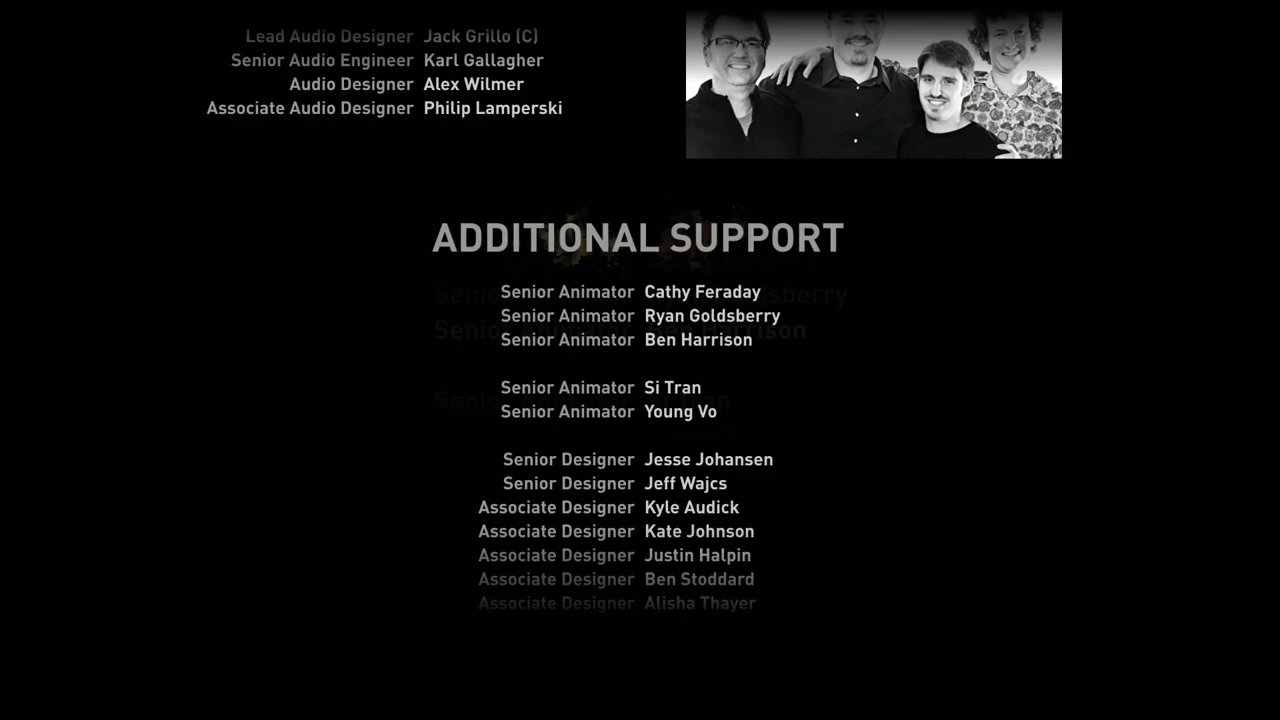 Lead Audio Designer Jack Grillo (C)
Senior Audio Engineer Karl Gallagher
Audio Designer Alex Wilmer
Associate Audio Designer Philip Lamperski
ADDITIONAL SUPPORT
Senior Animator Cathy Feraday
Senior Animator Ryan Goldsberry
Senior Animator Ben Harrison
Senior Animator Si Tran
Senior Animator Young Vo
Senior Designer Jesse Johansen
Senior Designer Jeff Wajcs
Associate Designer Kyle Audick
Associate Designer Kate Johnson
Associate Designer Justin Halpin
Associate Designer Ben Stoddard
Associate Designer Alisha Thayer